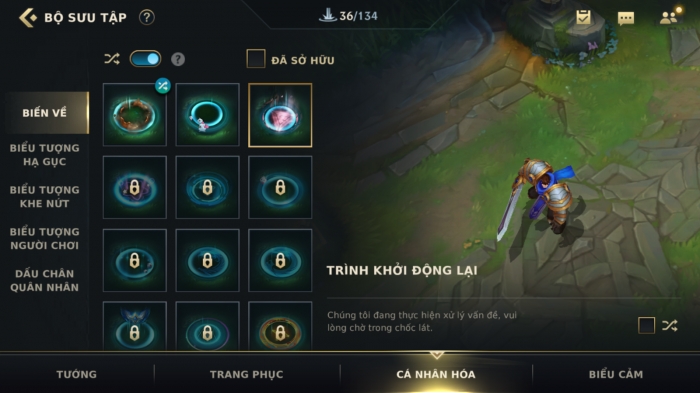 BỘ SƯU TẬP ?
36/134
? ĐÃ SỞ HỮU
BIẾN VỀ
BIỂU TƯỢNG
HẠ GỤC
BIỂU TƯỢNG
KHE NỨT
BIỂU TƯỢNG
NGƯỜI CHƠI
DẤU CHÂN
QUÂN NHÂN
TRÌNH KHỞI ĐỘNG LẠI
Chúng tôi đang thực hiện xử lý vấn đề, vui
lòng chờ trong chốc lát.
TƯỚNG
TRANG PHỤC
CÁ NHÂN HÓA
BIỂU CẢM